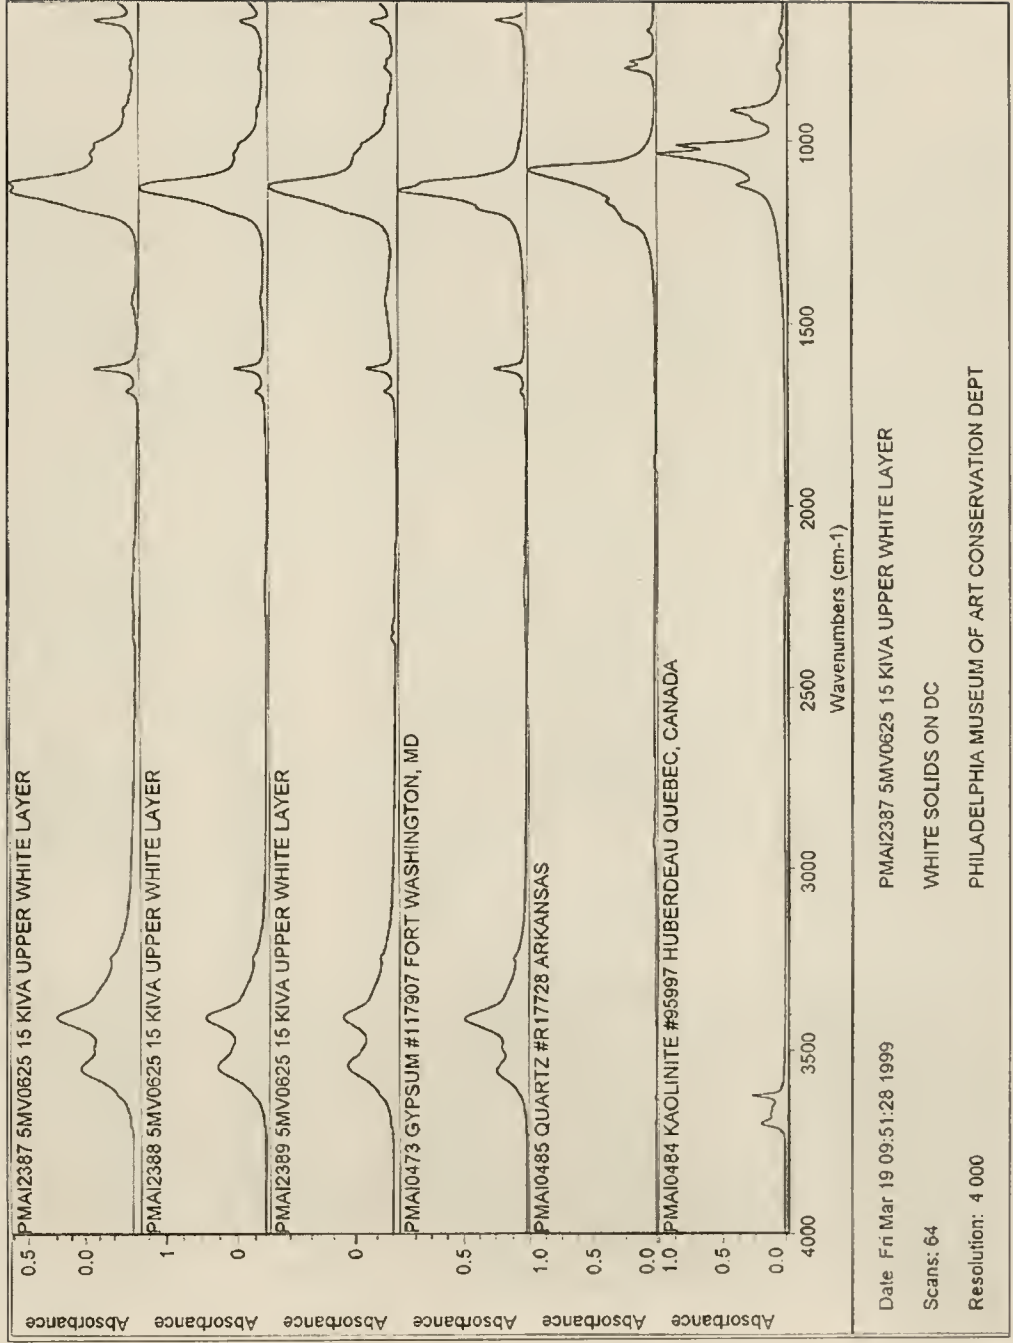 PMAI2387 5MV0625 15 KIVA UPPER WHITE LAYER
Absorbance
0.5
0.0
PMAI2388 5MV0625 15 KIVA UPPER WHITE LAYER
Absorbance
1
0
PMAI2389 5MV0625 15 KIVA UPPER WHITE LAYER
Absorbance
0
PMAI0473 GYPSUM #117907 FORT WASHINGTON, MD
Absorbance
0.5
PMAI0485 QUARTZ #R17728 ARKANSAS
Absorbance
1.0
0.5
0.0
PMAI0484 KAOLINITE #95997 HUBERDEAU QUEBEC, CANADA
Absorbance
1.0
0.5
0.0
4000 3500 3000 2500 2000 1500 1000
Wavenumbers (cm-1)
Date Fri Mar 19 09:51:28 1999 PMAI2387 5MV0625 15 KIVA UPPER WHITE LAYER
Scans: 64 WHITE SOLIDS ON DC
Resolution: 4 000 PHILADELPHIA MUSEUM OF ART CONSERVATION DEPT